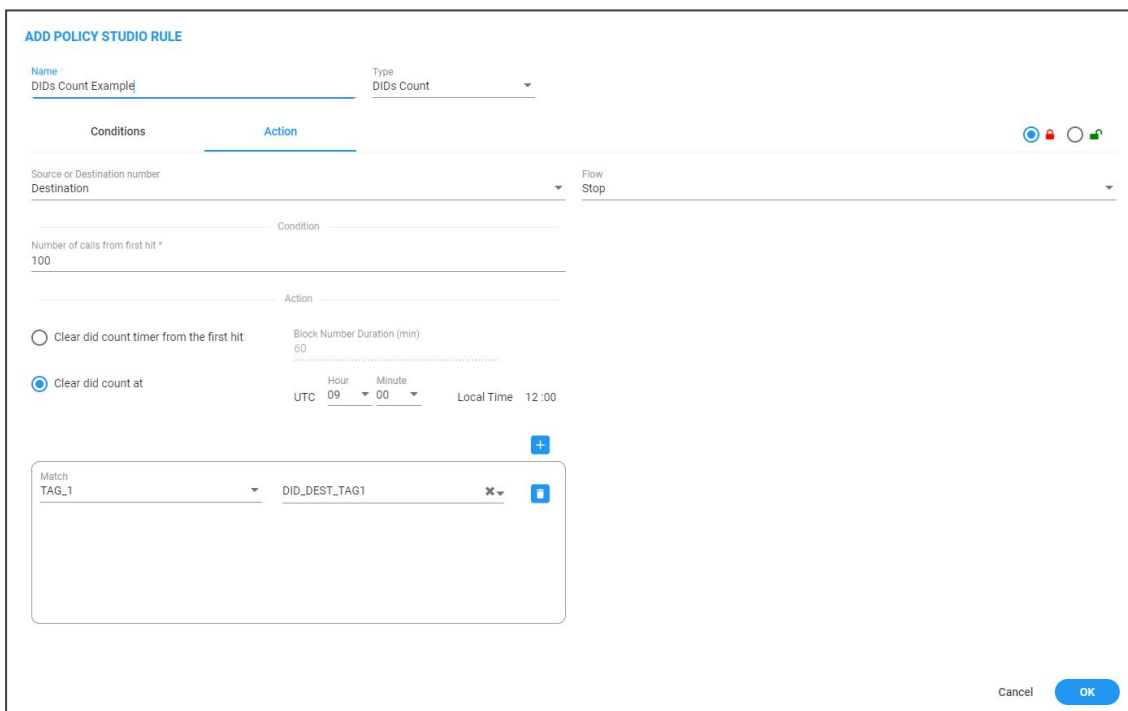 ADD POLICY STUDIO RULE
Name Type
DIDs Count Example DIDs Count
Conditions Action
Source or Destination number Flow
Destination Stop
Condition
Number of calls from first hit *
100
Action
Clear did count timer from the first hit Block Number Duration (min)
60
Clear did count at Hour Minute
UTC 09 00 Local Time 12 :00
Match
TAG_1 DID_DEST_TAG1
Cancel OK